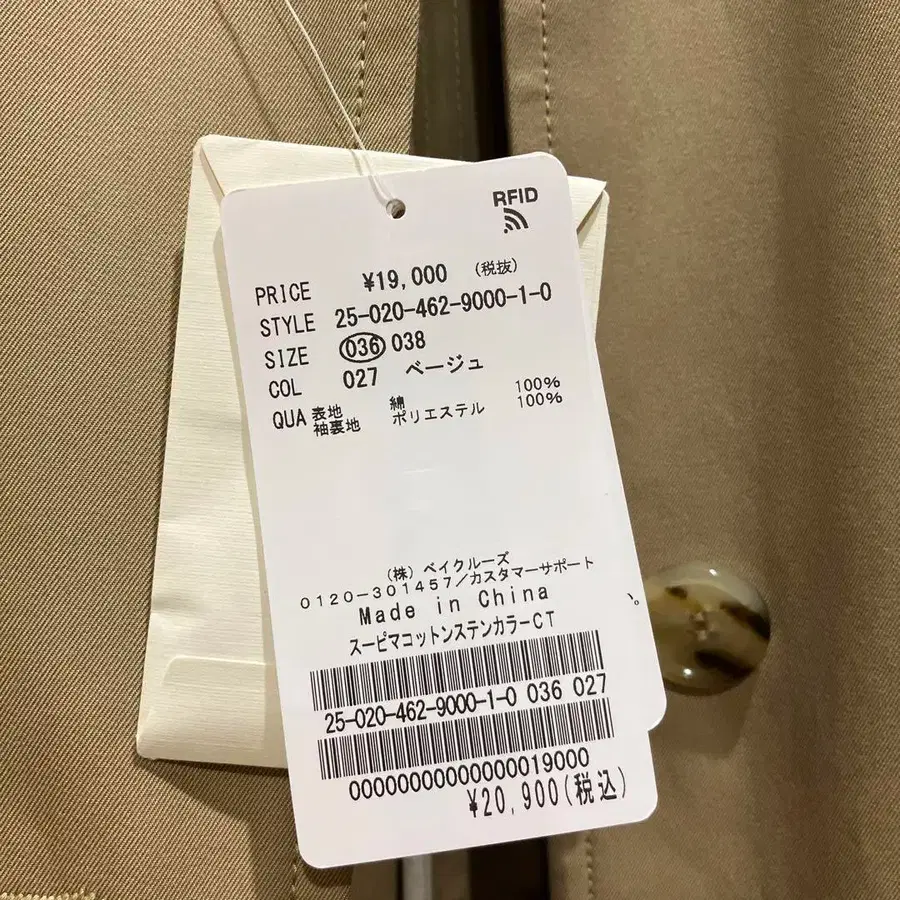 RFID
PRICE ¥19,000 (税抜)
STYLE 25-020-462-9000-1-0
SIZE 036 038
COL 027 ベージュ
QUA 表地 綿 100%
袖裏地 ポリエステル 100%
(株)ベイクルーズ
0120-301457/カスタマーサポート
Made in China
スーピマコットンステンカラーCT
25-020-462-9000-1-0 036 027
00000000000000019000
¥20,900(税込)